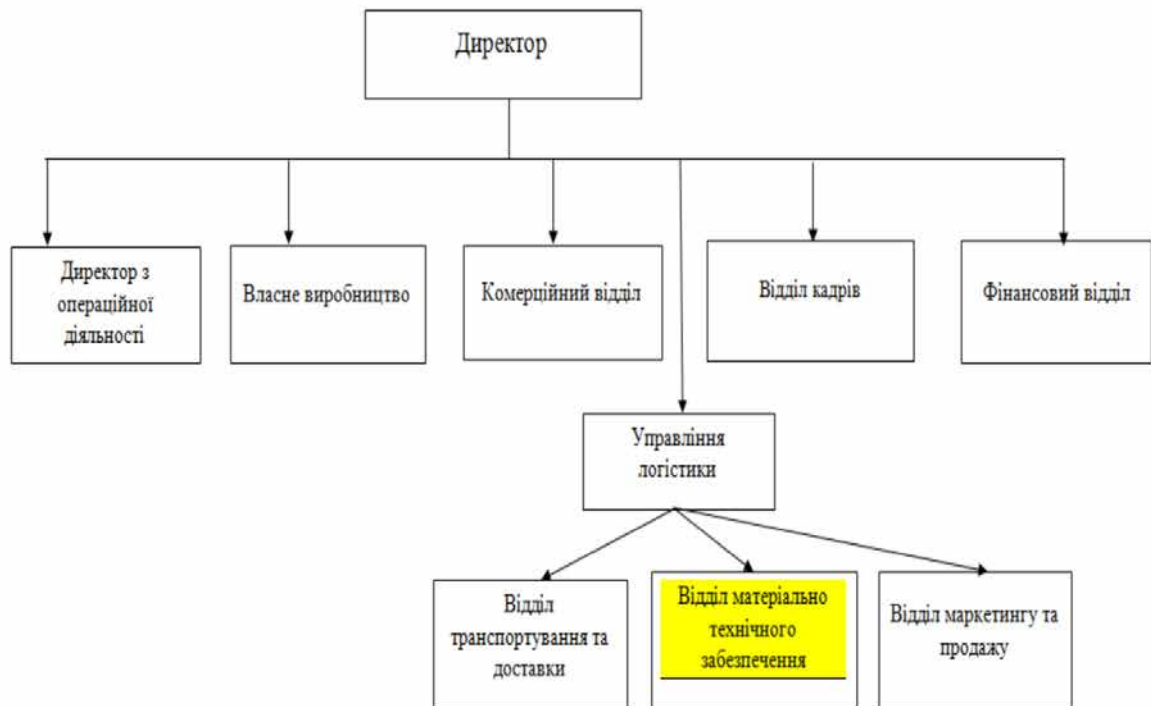 Директор
Директор з
операційної
діяльності
Власне виробництво
Комерційний відділ
Відділ кадрів
Фінансовий відділ
Управління
логістики
Відділ
транспортування та
доставки
Відділ матеріально
технічного
забезпечення
Відділ маркетингу та
продажу